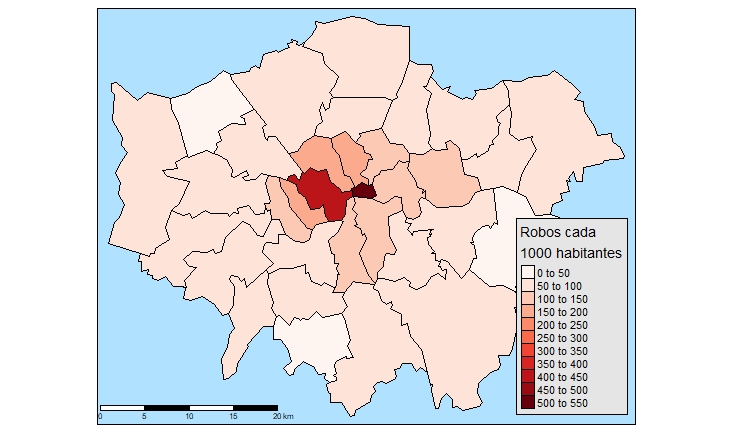 Robos cada
1000 habitantes
0 to 50
50 to 100
100 to 150
150 to 200
200 to 250
250 to 300
300 to 350
350 to 400
400 to 450
450 to 500
500 to 550
0 5 10 15 20 km